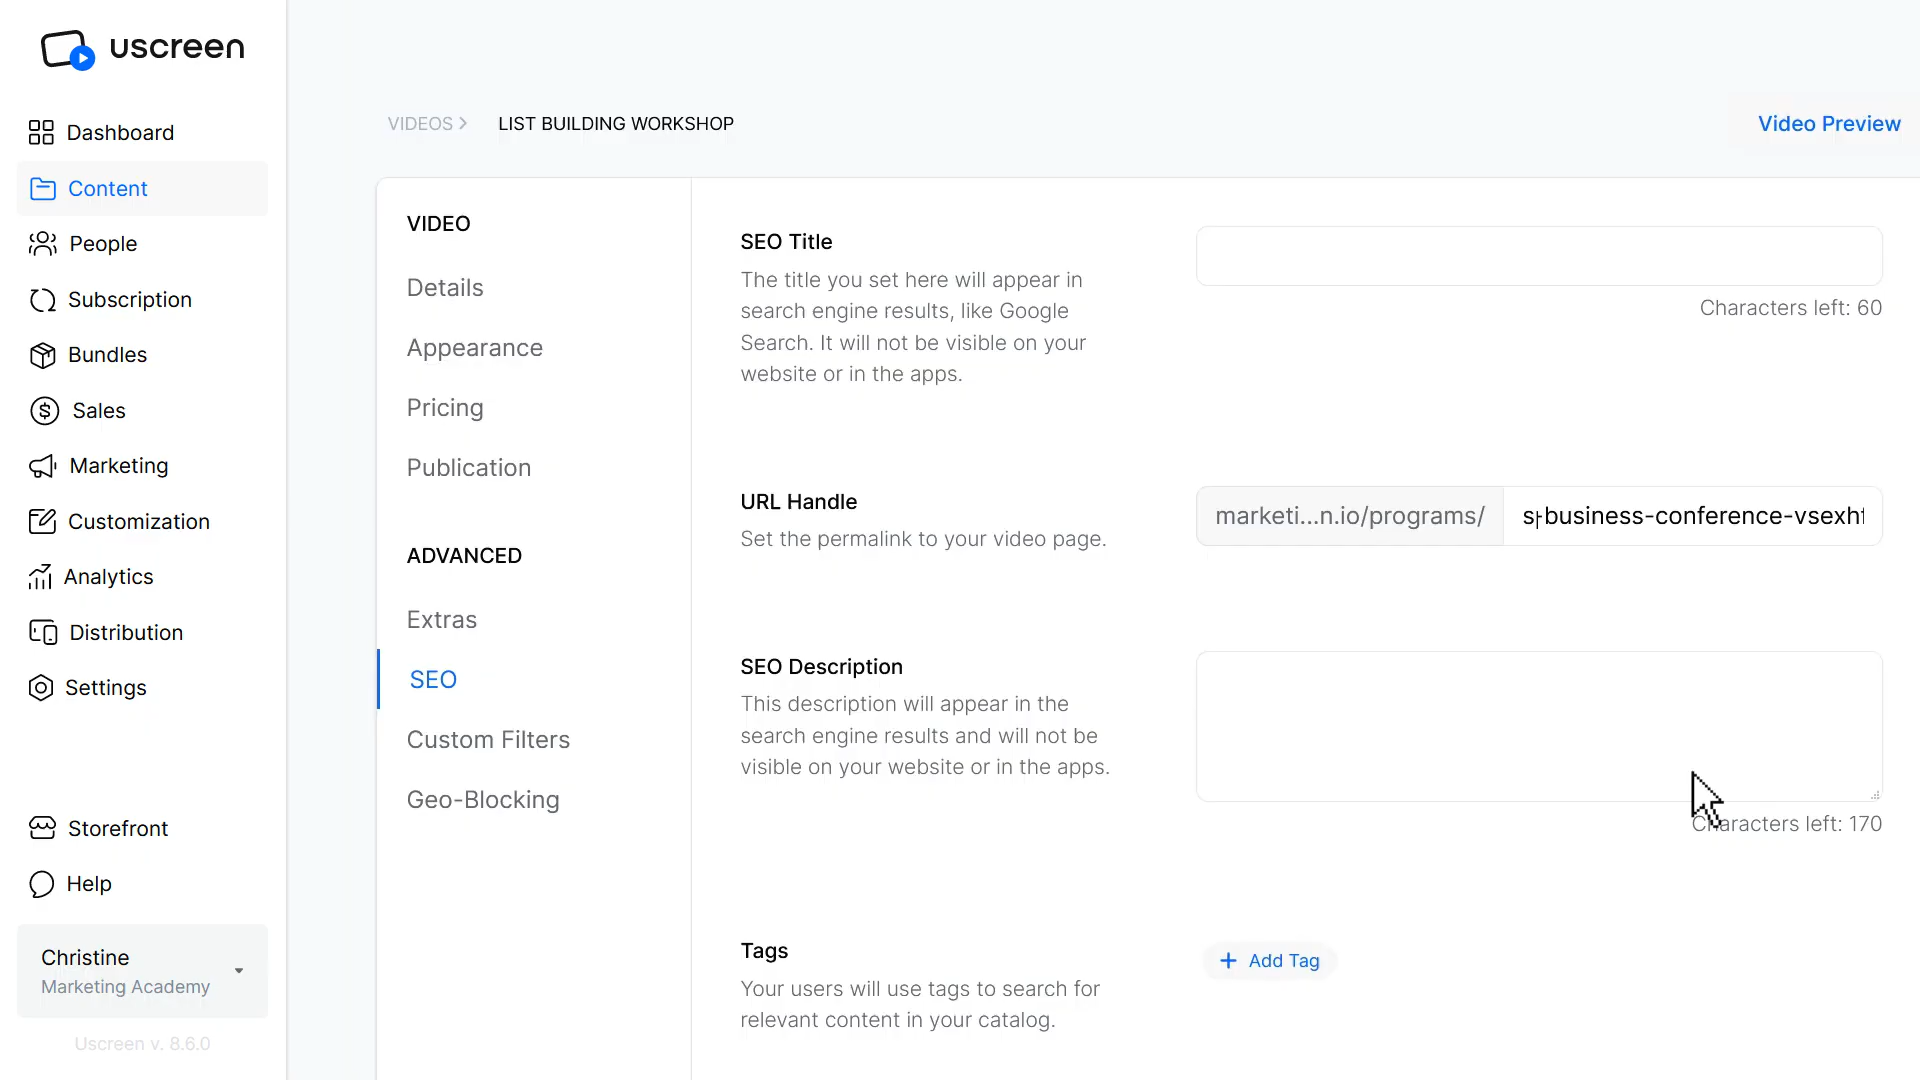 uscreen
Dashboard
Content
People
Subscription
Bundles
Sales
Marketing
Customization
Analytics
Distribution
Settings
Storefront
Help
Christine
Marketing Academy
Uscreen v. 8.6.0
VIDEOS > LIST BUILDING WORKSHOP
Video Preview
VIDEO
Details
Appearance
Pricing
Publication
ADVANCED
Extras
SEO
Custom Filters
Geo-Blocking
SEO Title
The title you set here will appear in
search engine results, like Google
Search. It will not be visible on your
website or in the apps.
Characters left: 60
URL Handle
Set the permalink to your video page.
marketi...n.io/programs/
business-conference-vsexh
SEO Description
This description will appear in the
search engine results and will not be
visible on your website or in the apps.
Characters left: 170
Tags
Your users will use tags to search for
relevant content in your catalog.
+ Add Tag